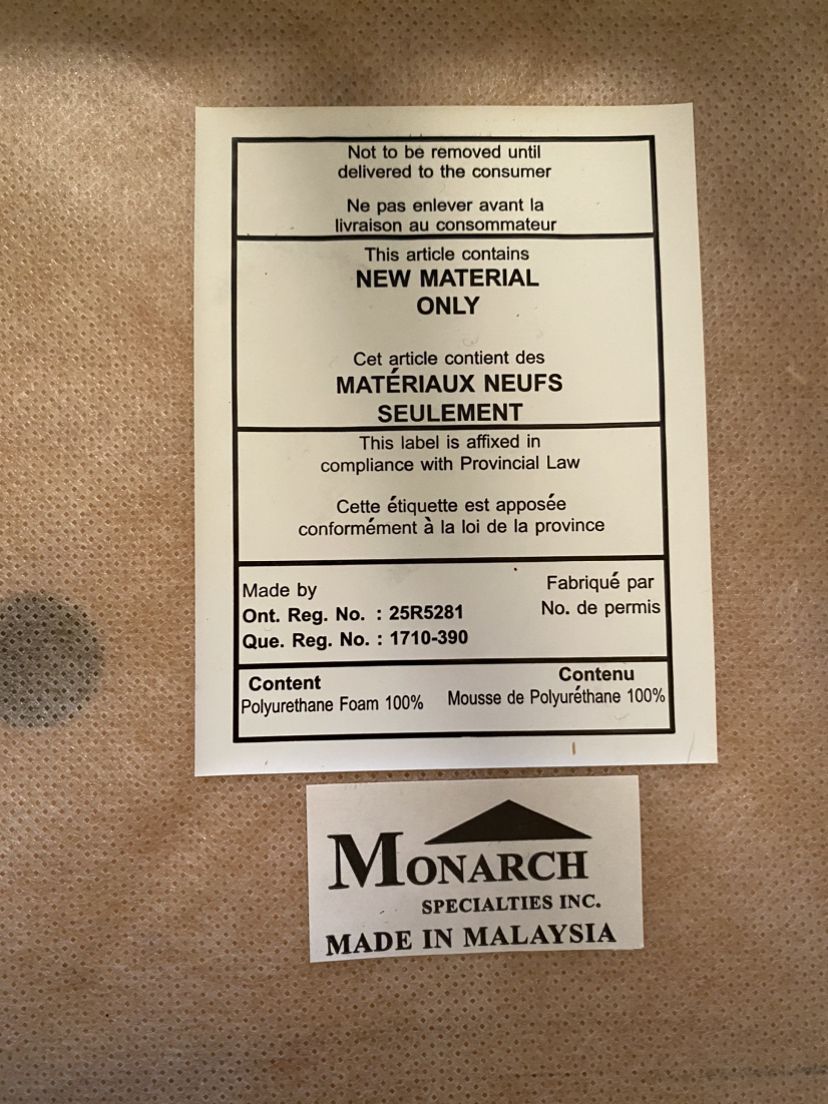 Not to be removed until
delivered to the consumer
Ne pas enlever avant la
livraison au consommateur
This article contains
NEW MATERIAL
ONLY
Cet article contient des
MATÉRIAUX NEUFS
SEULEMENT
This label is affixed in
compliance with Provincial Law
Cette étiquette est apposée
conformément à la loi de la province
Made by
Ont. Reg. No. : 25R5281
Que. Reg. No. : 1710-390
Fabriqué par
No. de permis
Content
Polyurethane Foam 100%
Contenu
Mousse de Polyuréthane 100%
MONARCH
SPECIALTIES INC.
MADE IN MALAYSIA